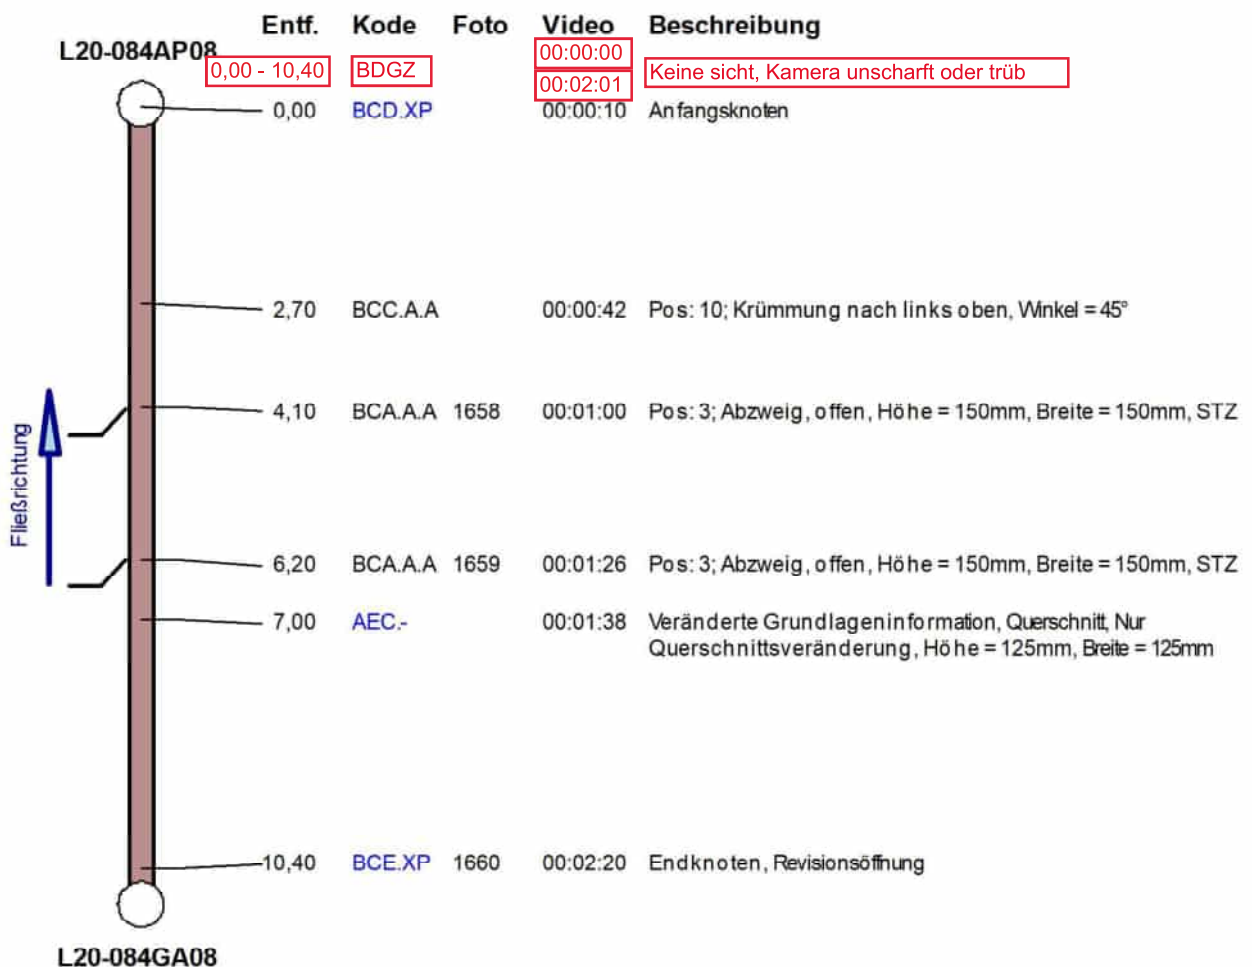 Entf. Kode Foto Video Beschreibung
L20-084AP08
0,00 - 10,40 BDGZ 00:00:00 Keine sicht, Kamera unscharft oder trüb
00:02:01
0,00 BCD.XP 00:00:10 Anfangsknoten
2,70 BCC.A.A 00:00:42 Pos: 10; Krümmung nach links oben, Winkel = 45°
4,10 BCA.A.A 1658 00:01:00 Pos: 3; Abzweig, offen, Höhe = 150mm, Breite = 150mm, STZ
Fließrichtung
6,20 BCA.A.A 1659 00:01:26 Pos: 3; Abzweig, offen, Höhe = 150mm, Breite = 150mm, STZ
7,00 AEC.- 00:01:38 Veränderte Grundlageninformation, Querschnitt, Nur
Querschnittsveränderung, Höhe = 125mm, Breite = 125mm
10,40 BCE.XP 1660 00:02:20 Endknoten, Revisionsöffnung
L20-084GA08